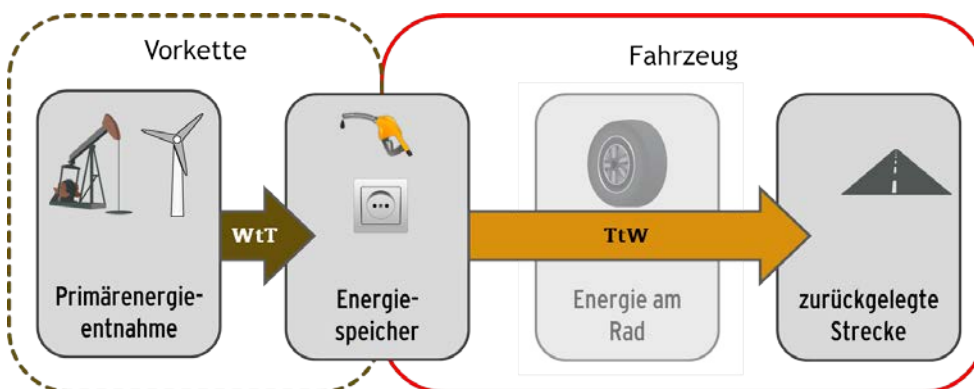 Vorkette
Fahrzeug
WtT
TtW
Primärenergie-
entnahme
Energie-
speicher
Energie am
Rad
zurückgelegte
Strecke